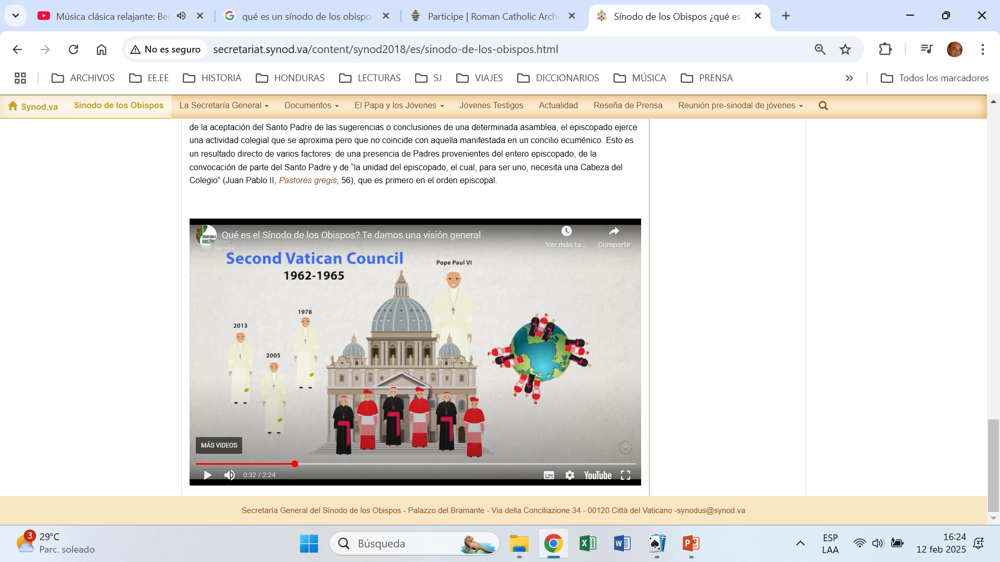 Música clásica relajante: Bee
qué es un sínodo de los obispos
Participe | Roman Catholic Arch
Sínodo de los Obispos ¿qué es
No es seguro
secretariat.synod.va/content/synod2018/es/sinodo-de-los-obispos.html
ARCHIVOS
EE.EE
HISTORIA
HONDURAS
LECTURAS
SJ
VIAJES
DICCIONARIOS
MÚSICA
PRENSA
»
Todos los marcadores
Synod.va
Sínodo de los Obispos
La Secretaría General
Documentos
El Papa y los Jóvenes
Jóvenes Testigos
Actualidad
Reseña de Prensa
Reunión pre-sinodal de jóvenes
de la aceptación del Santo Padre de las sugerencias o conclusiones de una determinada asamblea, el episcopado ejerce
una actividad colegial que se aproxima pero que no coincide con aquella manifestada en un concilio ecuménico. Esto es
un resultado directo de varios factores: de una presencia de Padres provenientes del entero episcopado, de la
convocación de parte del Santo Padre y de “la unidad del episcopado, el cual, para ser uno, necesita una Cabeza del
Colegio” (Juan Pablo II, Pastores gregis, 56), que es primero en el orden episcopal.
SÍNODO PARA A
AMAZÔNIA
Qué es el Sínodo de los Obispos? Te damos una visión general
News
Service
Ver más ta...
Compartir
Second Vatican Council
1962-1965
Pope Paul VI
1978
2013
2005
MÁS VIDEOS
0:32 / 2:24
YouTube
Secretaría General del Sínodo de los Obispos - Palazzo del Bramante - Via della Conciliazione 34 - 00120 Città del Vaticano -synodus@synod.va
3
29°C
Parc. soleado
Búsqueda
ESP
LAA
16:24
12 feb 2025